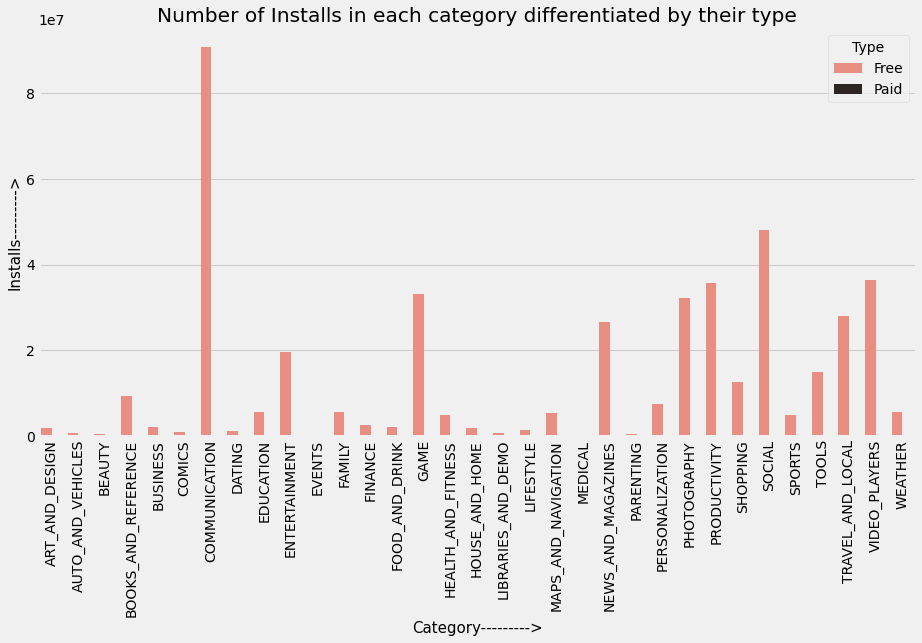 Number of Installs in each category differentiated by their type
1e7
Type
Free
Paid
8
6
4
2
0
Installs--------->
ART_AND_DESIGN
AUTO_AND_VEHICLES
BEAUTY
BOOKS_AND_REFERENCE
BUSINESS
COMICS
COMMUNICATION
DATING
EDUCATION
ENTERTAINMENT
EVENTS
FAMILY
FINANCE
FOOD_AND_DRINK
GAME
HEALTH_AND_FITNESS
HOUSE_AND_HOME
LIBRARIES_AND_DEMO
LIFESTYLE
MAPS_AND_NAVIGATION
MEDICAL
NEWS_AND_MAGAZINES
PARENTING
PERSONALIZATION
PHOTOGRAPHY
PRODUCTIVITY
SHOPPING
SOCIAL
SPORTS
TOOLS
TRAVEL_AND_LOCAL
VIDEO_PLAYERS
WEATHER
Category--------->